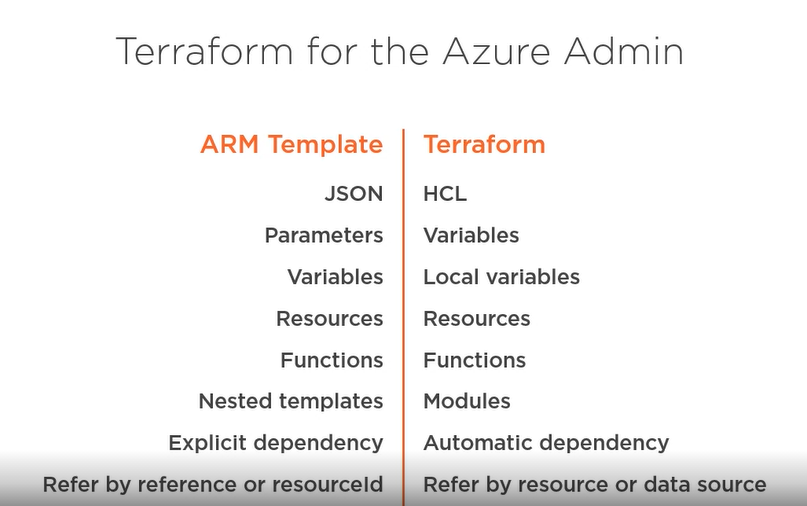 Terraform for the Azure Admin
ARM Template Terraform
JSON HCL
Parameters Variables
Variables Local variables
Resources Resources
Functions Functions
Nested templates Modules
Explicit dependency Automatic dependency
Refer by reference or resourceId Refer by resource or data source